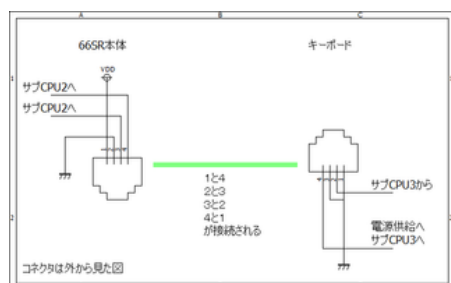 A B C
66SR本体
キーボード
VDD
サブCPU2へ
サブCPU2へ
1
1と4
2と3
3と2
4と1
が接続される
サブCPU3から
2
電源供給へ
サブCPU3へ
コネクタは外から見た図